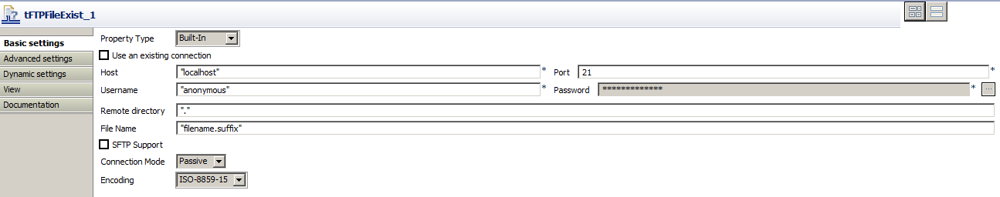 tFTPFileExist_1
Basic settings
Advanced settings
Dynamic settings
View
Documentation
Property Type Built-In
Use an existing connection
Host "localhost" * Port 21 *
Username "anonymous" * Password ************* * ...
Remote directory "."
File Name "filename.suffix"
SFTP Support
Connection Mode Passive
Encoding ISO-8859-15